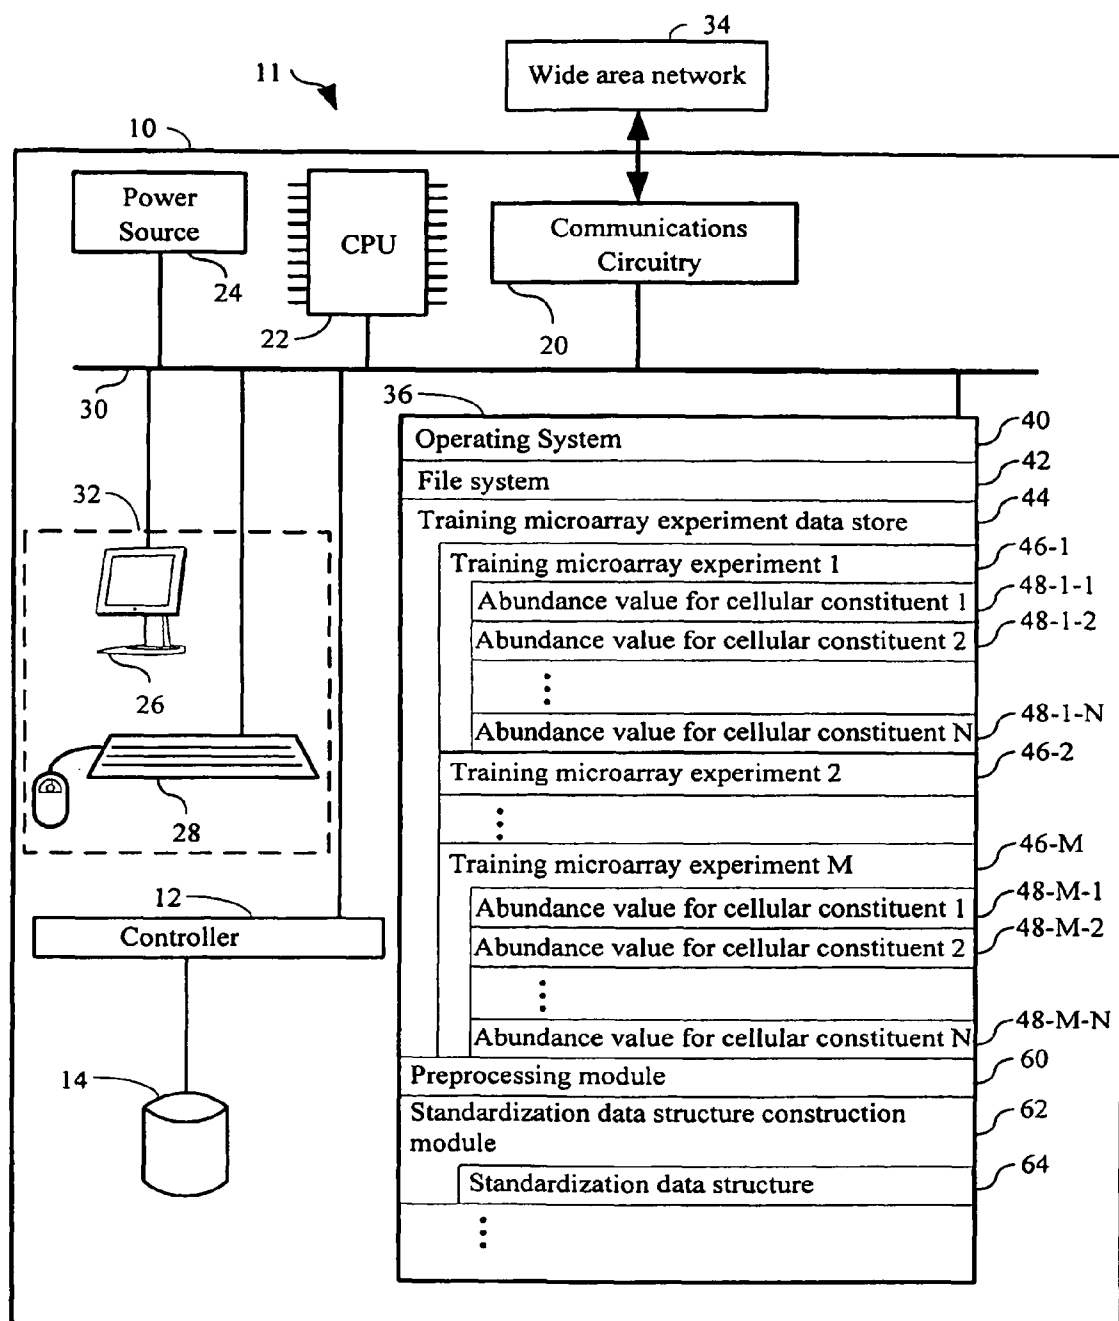 34
Wide area network
11
10
Power
Source
24
CPU
22
Communications
Circuitry
20
30
36
Operating System
40
File system
42
Training microarray experiment data store
44
Training microarray experiment 1
46-1
Abundance value for cellular constituent 1
48-1-1
Abundance value for cellular constituent 2
48-1-2
Abundance value for cellular constituent N
48-1-N
Training microarray experiment 2
46-2
Training microarray experiment M
46-M
Abundance value for cellular constituent 1
48-M-1
Abundance value for cellular constituent 2
48-M-2
Abundance value for cellular constituent N
48-M-N
Preprocessing module
60
Standardization data structure construction
module
62
Standardization data structure
64
32
26
28
12
Controller
14